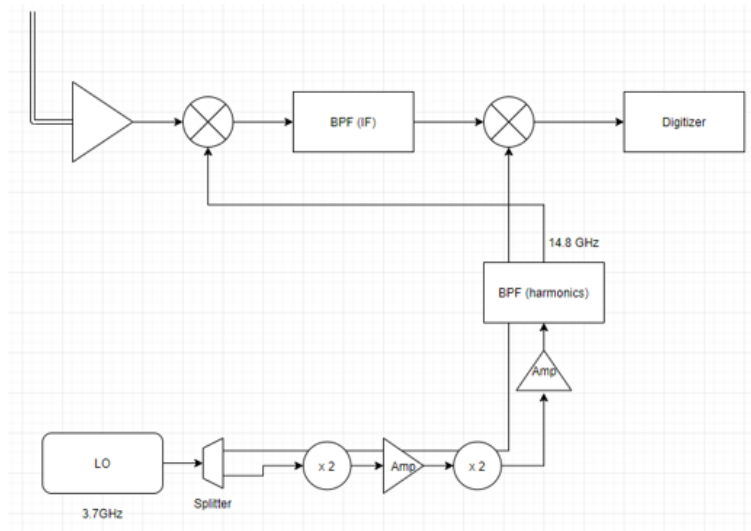 BPF (IF)
Digitizer
14.8 GHz
BPF (harmonics)
Amp
LO
x 2
Amp
x 2
Splitter
3.7GHz